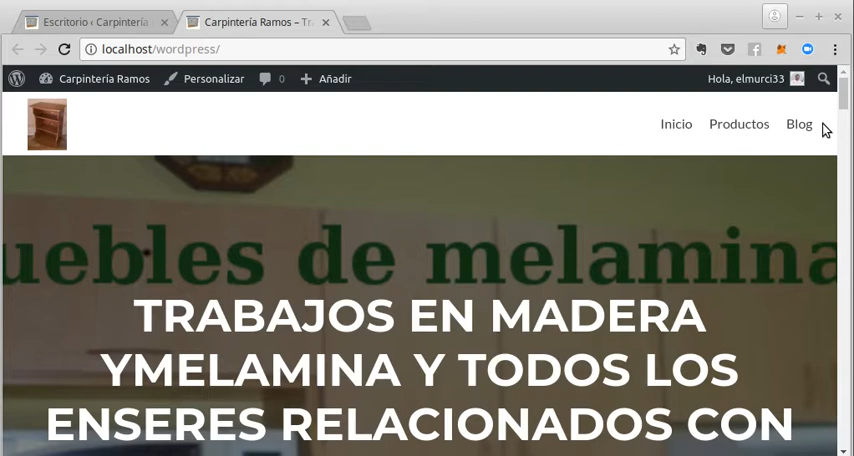 Escritorio ‹ Carpintería
Carpintería Ramos – Tr
localhost/wordpress/
Carpintería Ramos
Personalizar
0
Añadir
Hola, elmurci33
Inicio
Productos
Blog
uebles de melamina
TRABAJOS EN MADERA
YMELAMINA Y TODOS LOS
ENSERES RELACIONADOS CON